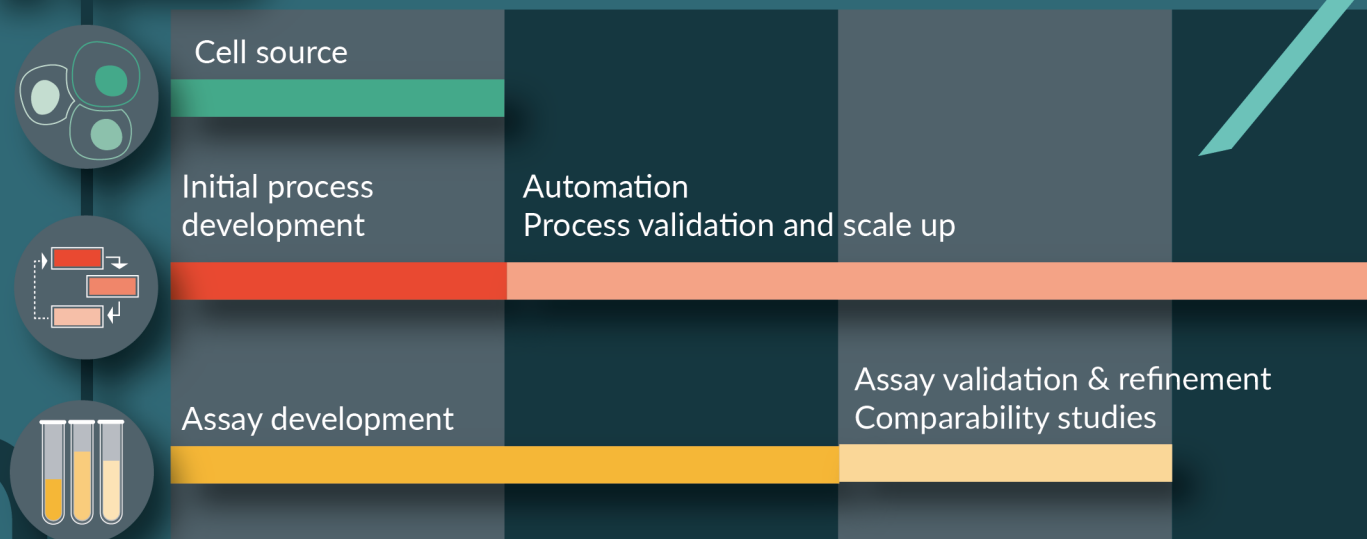 Cell source
Initial process
development
Automation
Process validation and scale up
Assay development
Assay validation & refinement
Comparability studies